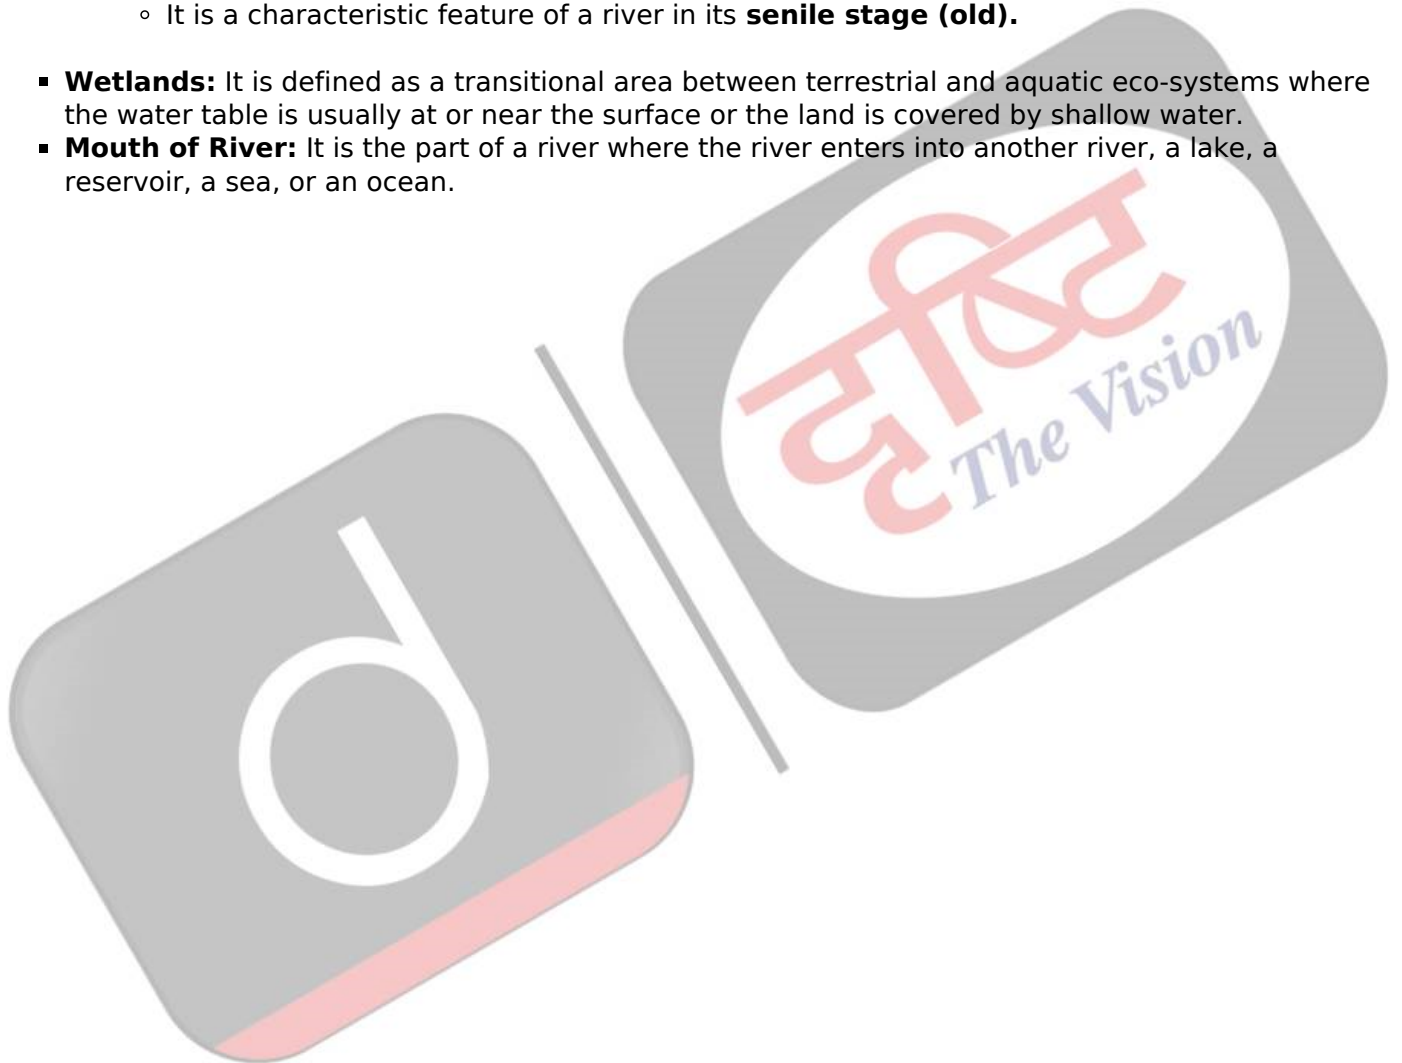 ◦ It is a characteristic feature of a river in its senile stage (old).
▪ Wetlands: It is defined as a transitional area between terrestrial and aquatic eco-systems where
the water table is usually at or near the surface or the land is covered by shallow water.
▪ Mouth of River: It is the part of a river where the river enters into another river, a lake, a
reservoir, a sea, or an ocean.
दृष्टि
The Vision
d